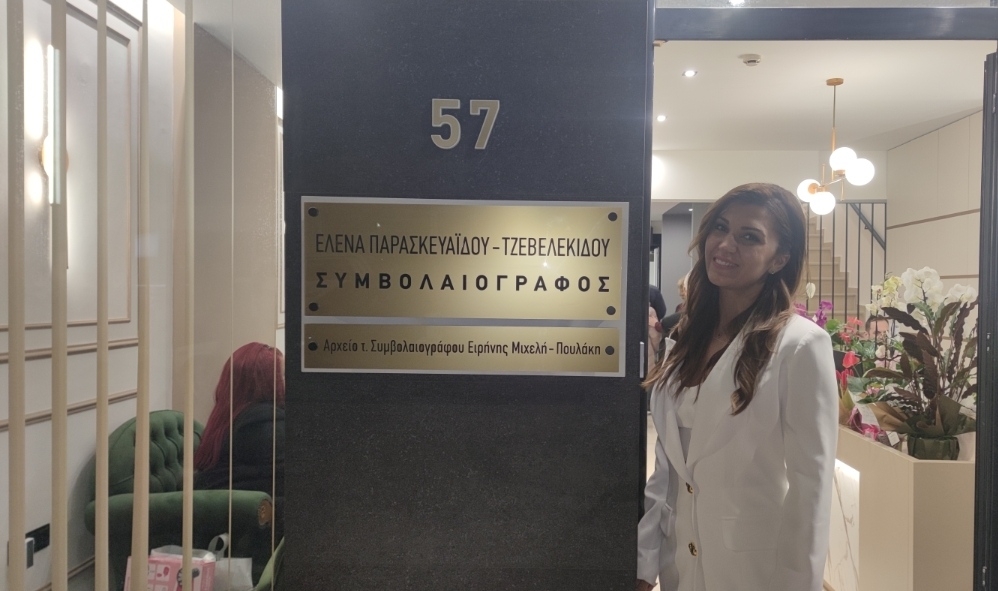 57
ΕΛΕΝΑ ΠΑΡΑΣΚΕΥΑΪΔΟΥ – ΤΖΕΒΕΛΕΚΙΔΟΥ
ΣΥΜΒΟΛΑΙΟΓΡΑΦΟΣ
Αρχείο τ. Συμβολαιογράφου Ειρήνης Μιχελή – Πουλάκη